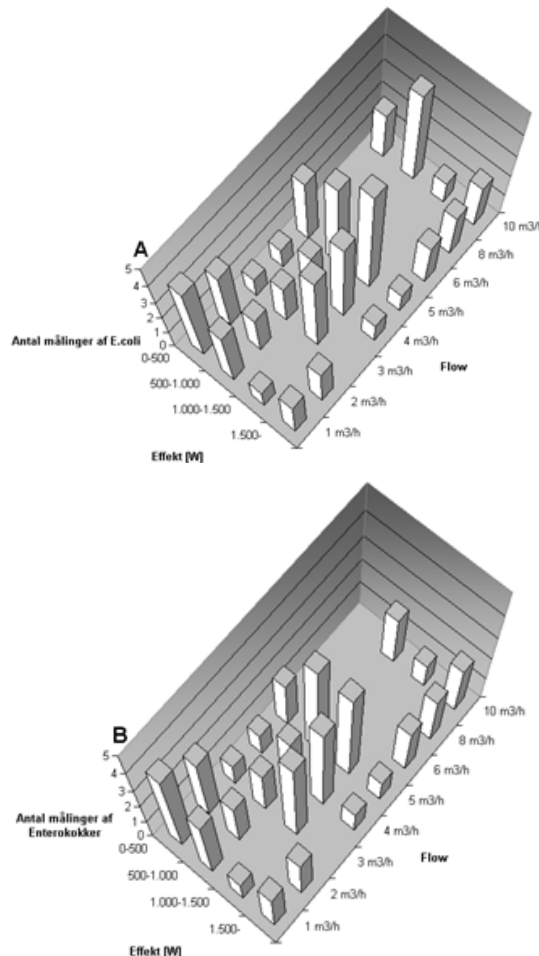 A
5
4
3
2
1
0
Antal målinger af E.coli
0-500
500-1.000
1.000-1.500
1.500-
Effekt [W]
1 m3/h
2 m3/h
3 m3/h
4 m3/h
5 m3/h
6 m3/h
8 m3/h
10 m3/h
Flow
B
5
4
3
2
1
0
Antal målinger af
Enterokokker
0-500
500-1.000
1.000-1.500
1.500-
Effekt [W]
1 m3/h
2 m3/h
3 m3/h
4 m3/h
5 m3/h
6 m3/h
8 m3/h
10 m3/h
Flow